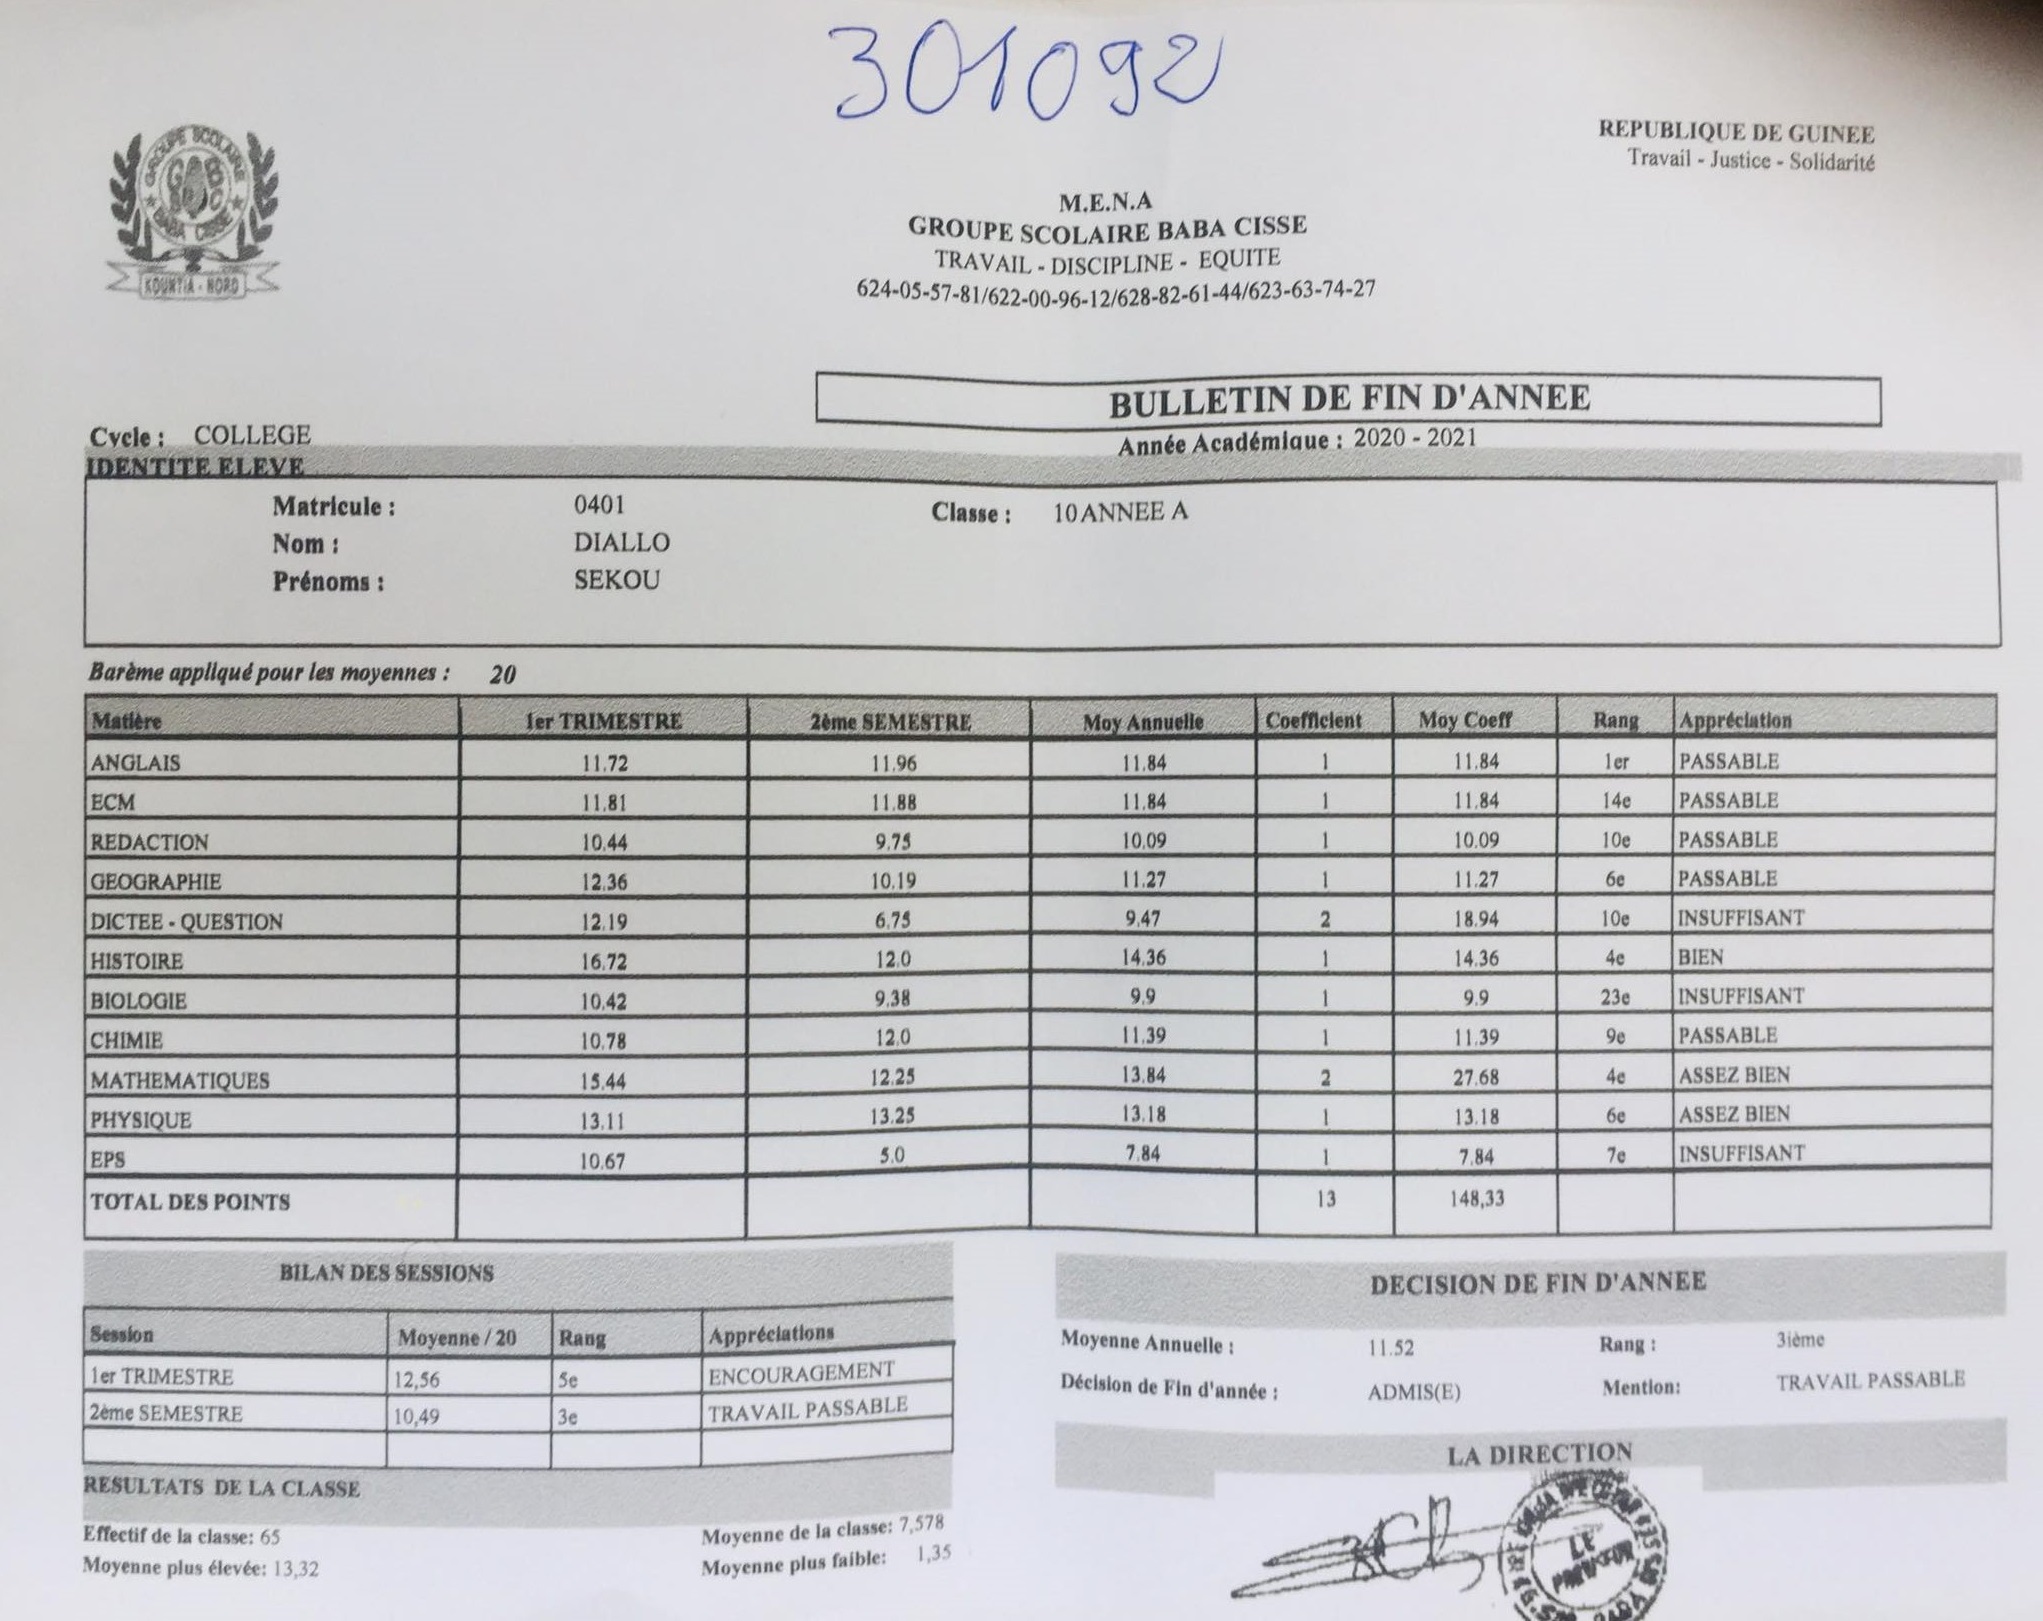 301092
GROUPE SCOLAIRE
BABA CISSE
KOUNTIA - NORD
REPUBLIQUE DE GUINEE
Travail - Justice - Solidarité
M.E.N.A
GROUPE SCOLAIRE BABA CISSE
TRAVAIL - DISCIPLINE - EQUITE
624-05-57-81/622-00-96-12/628-82-61-44/623-63-74-27
BULLETIN DE FIN D'ANNEE
Cycle : COLLEGE
Année Académique : 2020 - 2021
IDENTITE ELEVE
Matricule : 0401 Classe : 10 ANNEE A
Nom : DIALLO
Prénoms : SEKOU
Barème appliqué pour les moyennes : 20
Matière 1er TRIMESTRE 2ème SEMESTRE Moy Annuelle Coefficient Moy Coeff Rang Appréciation
ANGLAIS 11.72 11.96 11.84 1 11.84 1er PASSABLE
ECM 11.81 11.88 11.84 1 11.84 14e PASSABLE
REDACTION 10.44 9.75 10.09 1 10.09 10e PASSABLE
GEOGRAPHIE 12.36 10.19 11.27 1 11.27 6e PASSABLE
DICTEE - QUESTION 12.19 6.75 9.47 2 18.94 10e INSUFFISANT
HISTOIRE 16.72 12.0 14.36 1 14.36 4e BIEN
BIOLOGIE 10.42 9.38 9.9 1 9.9 23e INSUFFISANT
CHIMIE 10.78 12.0 11.39 1 11.39 9e PASSABLE
MATHEMATIQUES 15.44 12.25 13.84 2 27.68 4e ASSEZ BIEN
PHYSIQUE 13.11 13.25 13.18 1 13.18 6e ASSEZ BIEN
EPS 10.67 5.0 7.84 1 7.84 7e INSUFFISANT
TOTAL DES POINTS 13 148,33
BILAN DES SESSIONS
Session Moyenne / 20 Rang Appréciations
1er TRIMESTRE 12,56 5e ENCOURAGEMENT
2ème SEMESTRE 10,49 3e TRAVAIL PASSABLE
RESULTATS DE LA CLASSE
Effectif de la classe: 65 Moyenne de la classe: 7,578
Moyenne plus élevée: 13,32 Moyenne plus faible: 1,35
DECISION DE FIN D'ANNEE
Moyenne Annuelle : 11.52 Rang : 3ième
Décision de Fin d'année : ADMIS(E) Mention: TRAVAIL PASSABLE
LA DIRECTION
LE